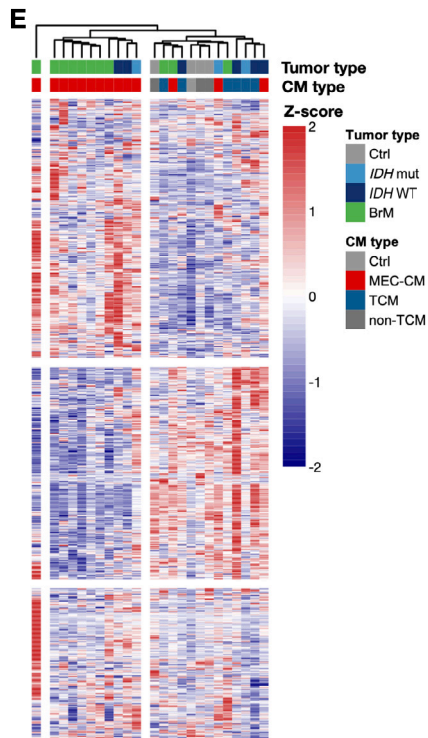 E
Tumor type
CM type
Z-score
2
1
0
-1
-2
Tumor type
Ctrl
IDH mut
IDH WT
BrM
CM type
Ctrl
MEC-CM
TCM
non-TCM